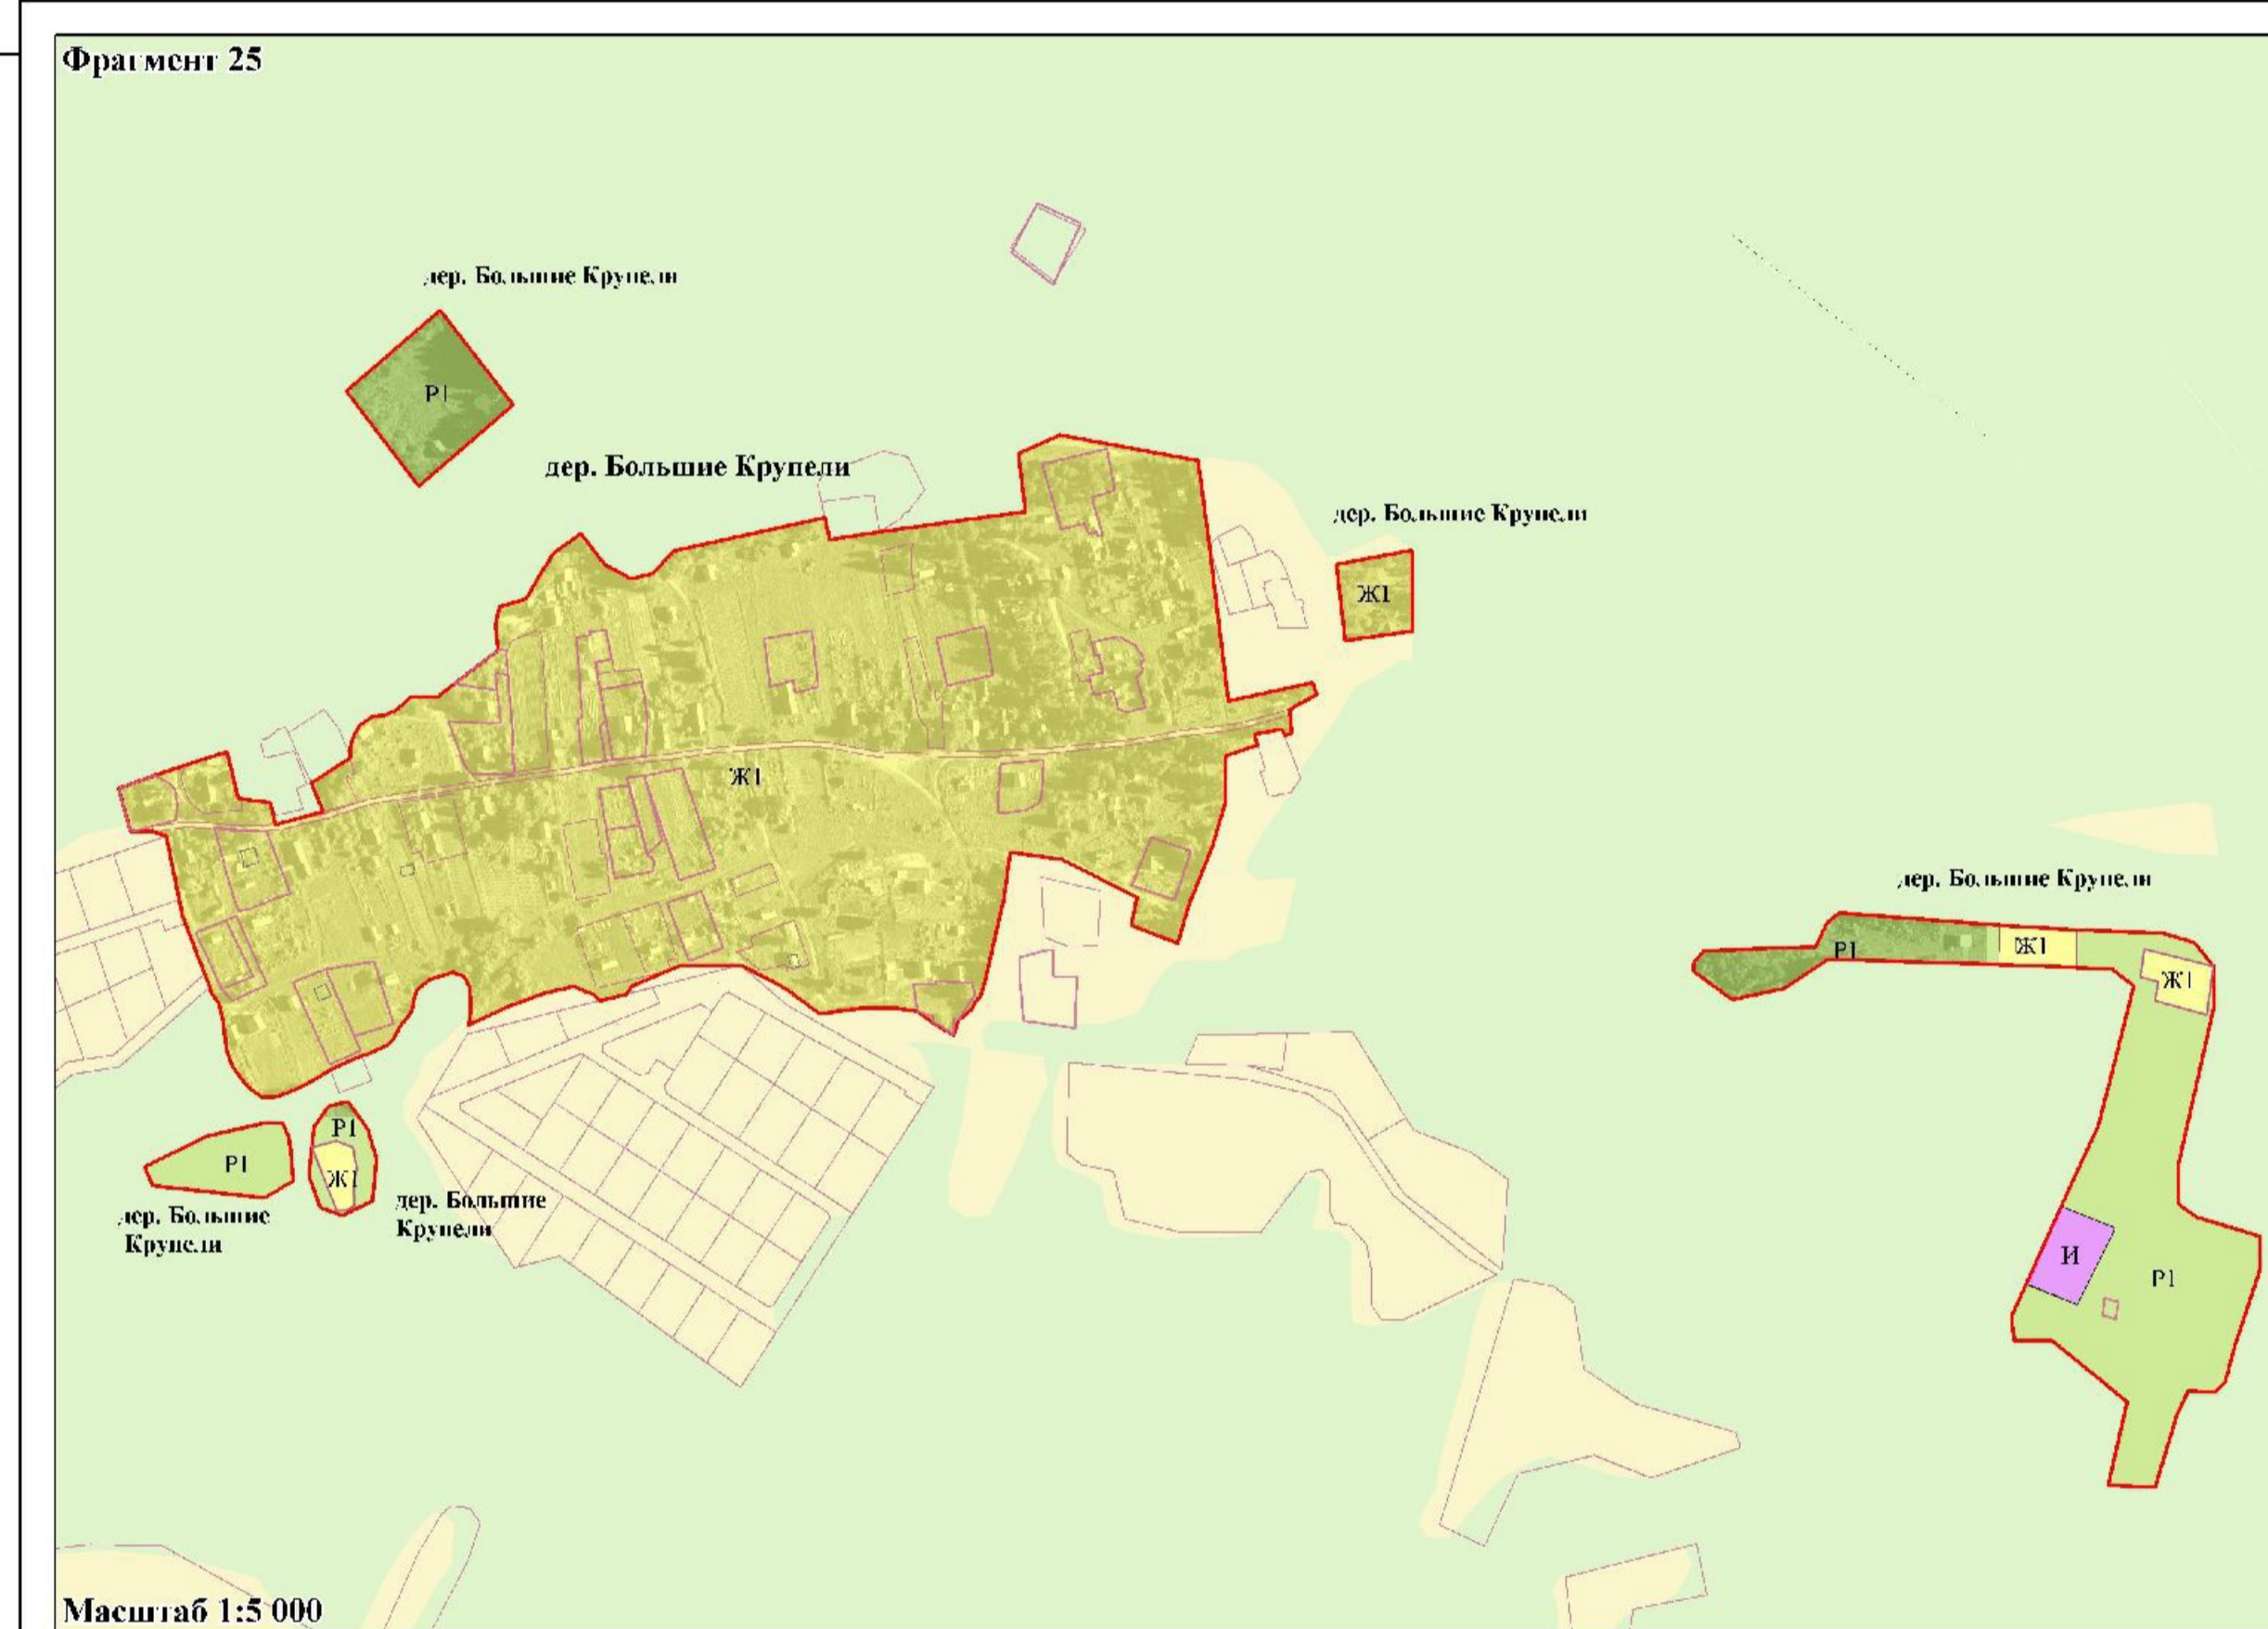 Фрагмент 25
дер. Большие Крупели
Р1
дер. Большие Крупели
дер. Большие Крупели
Ж1
Ж1
дер. Большие Крупели
Р1
Ж1
Ж1
Р1
Р1
Ж1
дер. Большие
Крупели
дер. Большие
Крупели
И
Р1
Масштаб 1:5 000